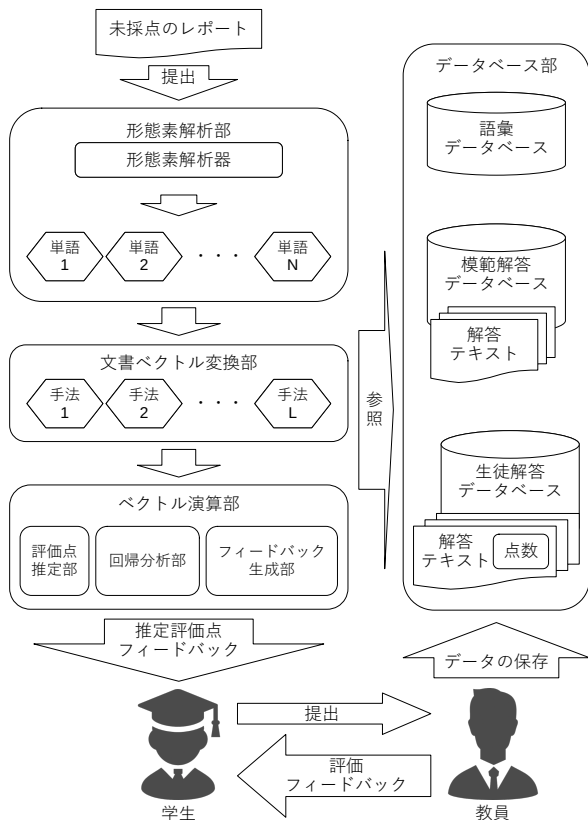 未採点のレポート
提出
形態素解析部
形態素解析器
単語
1
単語
2
・・・
単語
N
文書ベクトル変換部
手法
1
手法
2
・・・
手法
L
ベクトル演算部
評価点
推定部
回帰分析部
フィードバック
生成部
推定評価点
フィードバック
参照
データベース部
語彙
データベース
模範解答
データベース
解答
テキスト
生徒解答
データベース
解答
テキスト
点数
データの保存
提出
評価
フィードバック
学生
教員